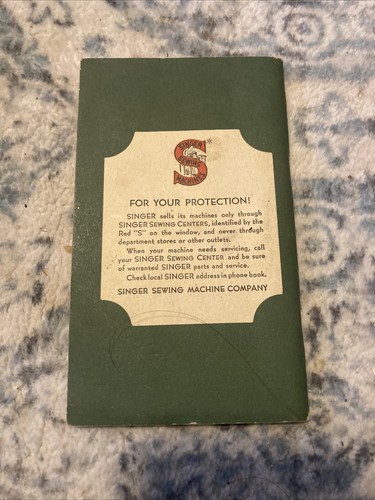 SINGER
SEWING
MACHINES
FOR YOUR PROTECTION!
SINGER sells its machines only through
SINGER SEWING CENTERS, identified by the
Red "S" on the window, and never through
department stores or other outlets.
When your machine needs servicing, call
your SINGER SEWING CENTER and be sure
of warranted SINGER parts and service.
Check local SINGER address in phone book.
SINGER SEWING MACHINE COMPANY